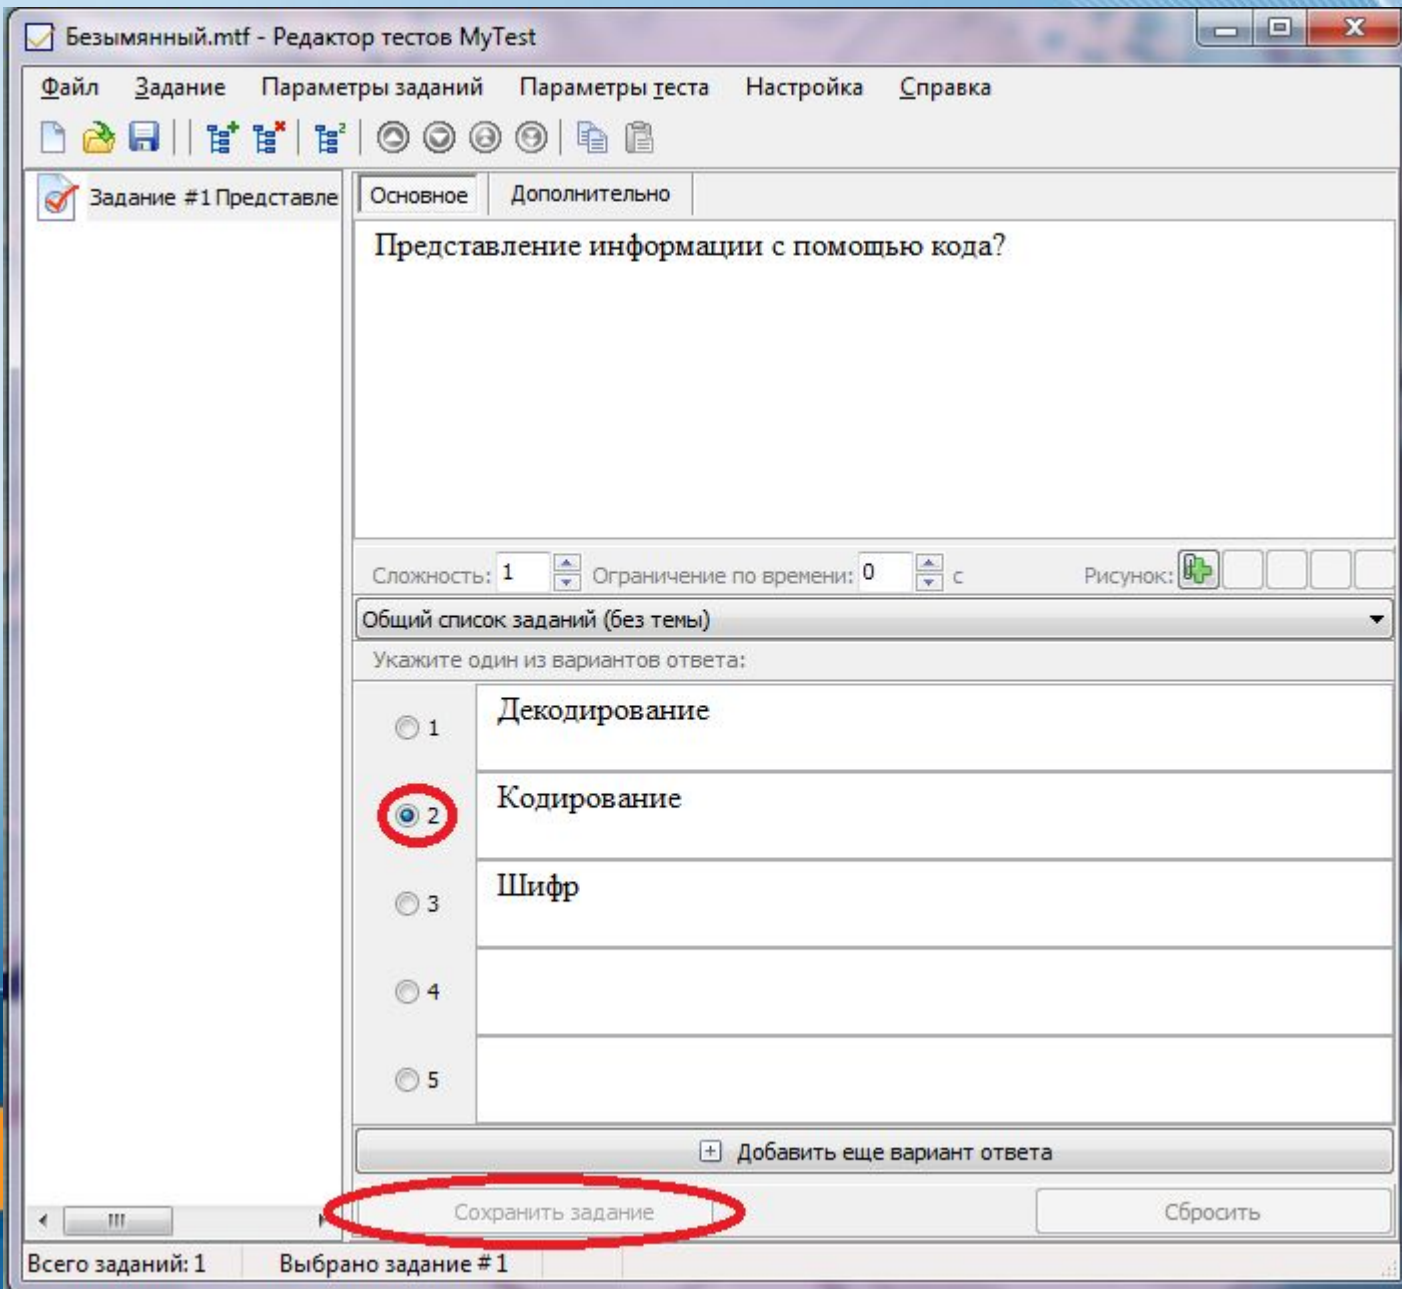 Безымянный.mtf - Редактор тестов MyTest
Файл Задание Параметры заданий Параметры теста Настройка Справка
Задание #1 Представле
Основное Дополнительно
Представление информации с помощью кода?
Сложность: 1 Ограничение по времени: 0 с Рисунок:
Общий список заданий (без темы)
Укажите один из вариантов ответа:
1 Декодирование
2 Кодирование
3 Шифр
4
5
Добавить еще вариант ответа
Сохранить задание Сбросить
Всего заданий: 1 Выбрано задание #1